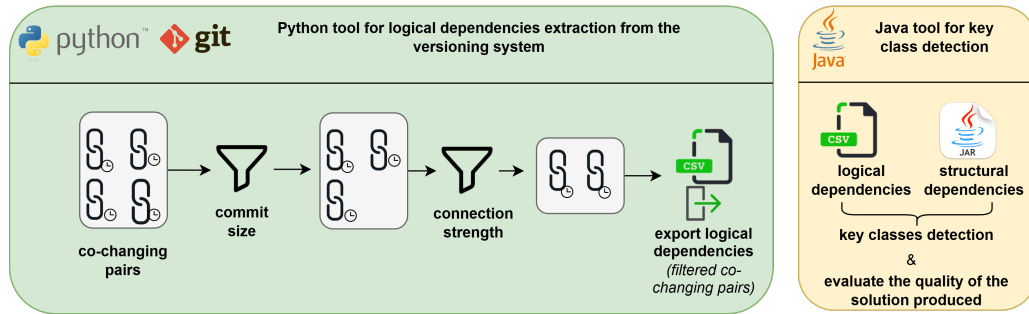 python™
git
Python tool for logical dependencies extraction from the
versioning system
co-changing
pairs
commit
size
connection
strength
CSV
export logical
dependencies
(filtered co-
changing pairs)
Java
Java tool for key
class detection
CSV
JAR
logical
dependencies
structural
dependencies
key classes detection
&
evaluate the quality of the
solution produced